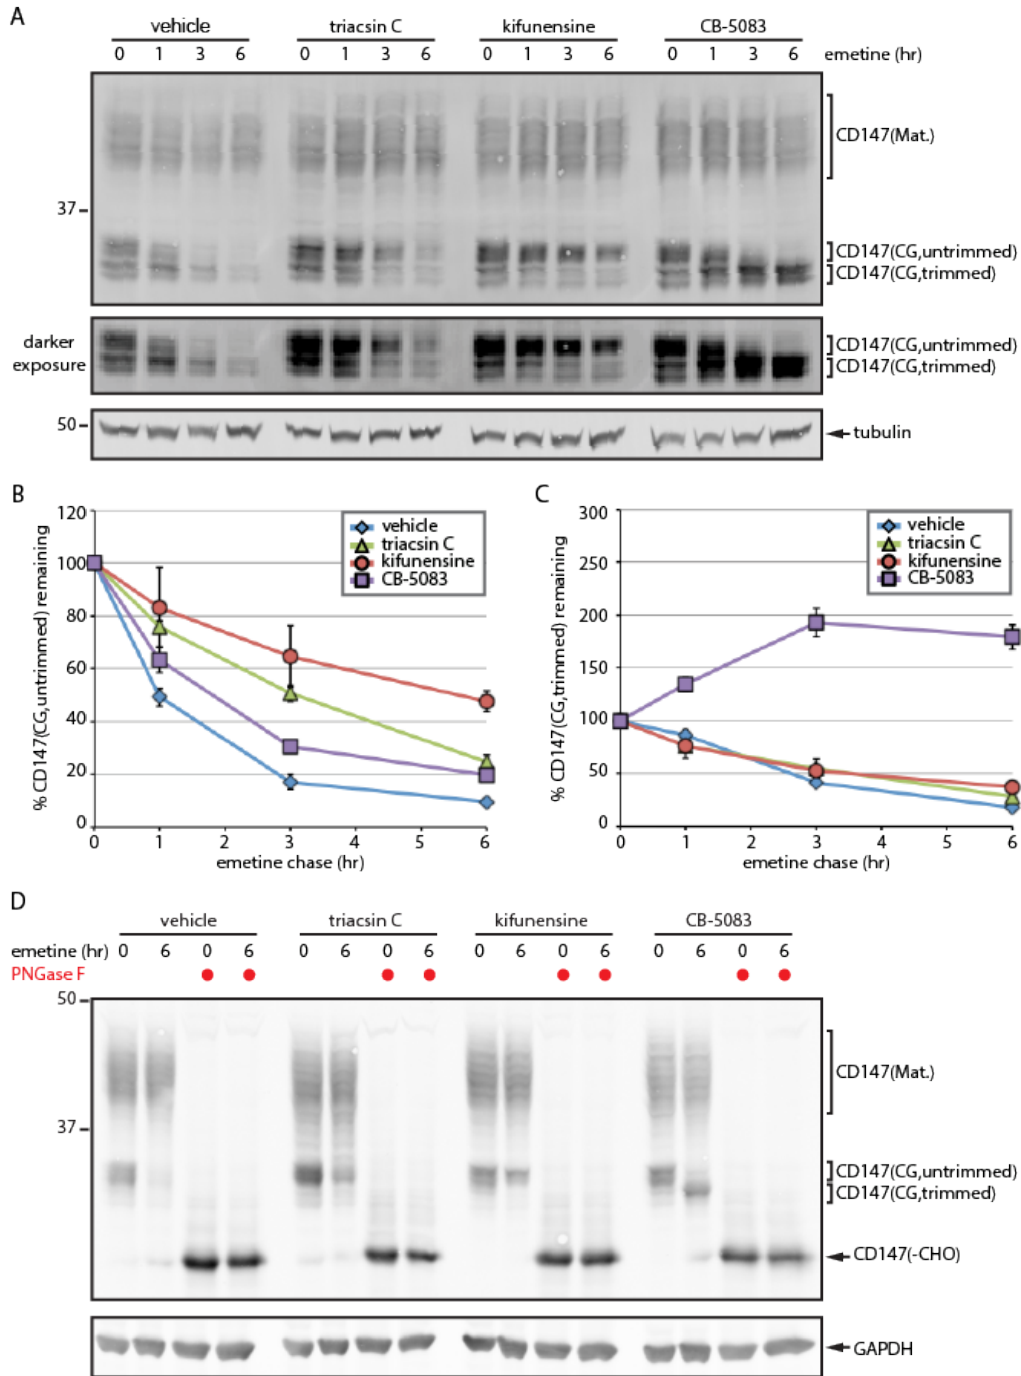 A
vehicle triacsin C kifunensine CB-5083
0 1 3 6 0 1 3 6 0 1 3 6 0 1 3 6 emetine (hr)
CD147(Mat.)
37
CD147(CG,untrimmed)
CD147(CG,trimmed)
darker exposure
CD147(CG,untrimmed)
CD147(CG,trimmed)
50
tubulin
B
% CD147(CG,untrimmed) remaining
120
100
80
60
40
20
0
vehicle
triacsin C
kifunensine
CB-5083
0 1 2 3 4 5 6
emetine chase (hr)
C
% CD147(CG,trimmed) remaining
300
250
200
150
100
50
0
vehicle
triacsin C
kifunensine
CB-5083
0 1 2 3 4 5 6
emetine chase (hr)
D
vehicle triacsin C kifunensine CB-5083
emetine (hr) 0 6 0 6 0 6 0 6 0 6 0 6 0 6 0 6
PNGase F
50
CD147(Mat.)
37
CD147(CG,untrimmed)
CD147(CG,trimmed)
CD147(-CHO)
GAPDH